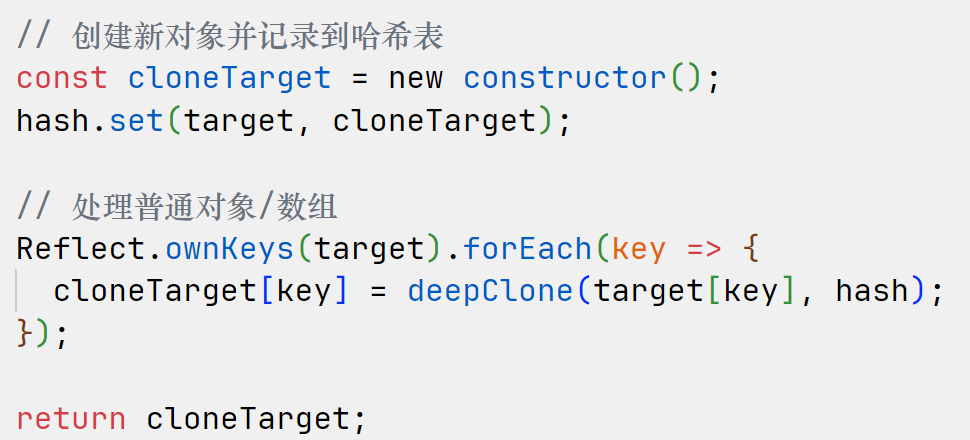 // 创建新对象并记录到哈希表
const cloneTarget = new constructor();
hash.set(target, cloneTarget);

// 处理普通对象/数组
Reflect.ownKeys(target).forEach(key => {
  cloneTarget[key] = deepClone(target[key], hash);
});

return cloneTarget;